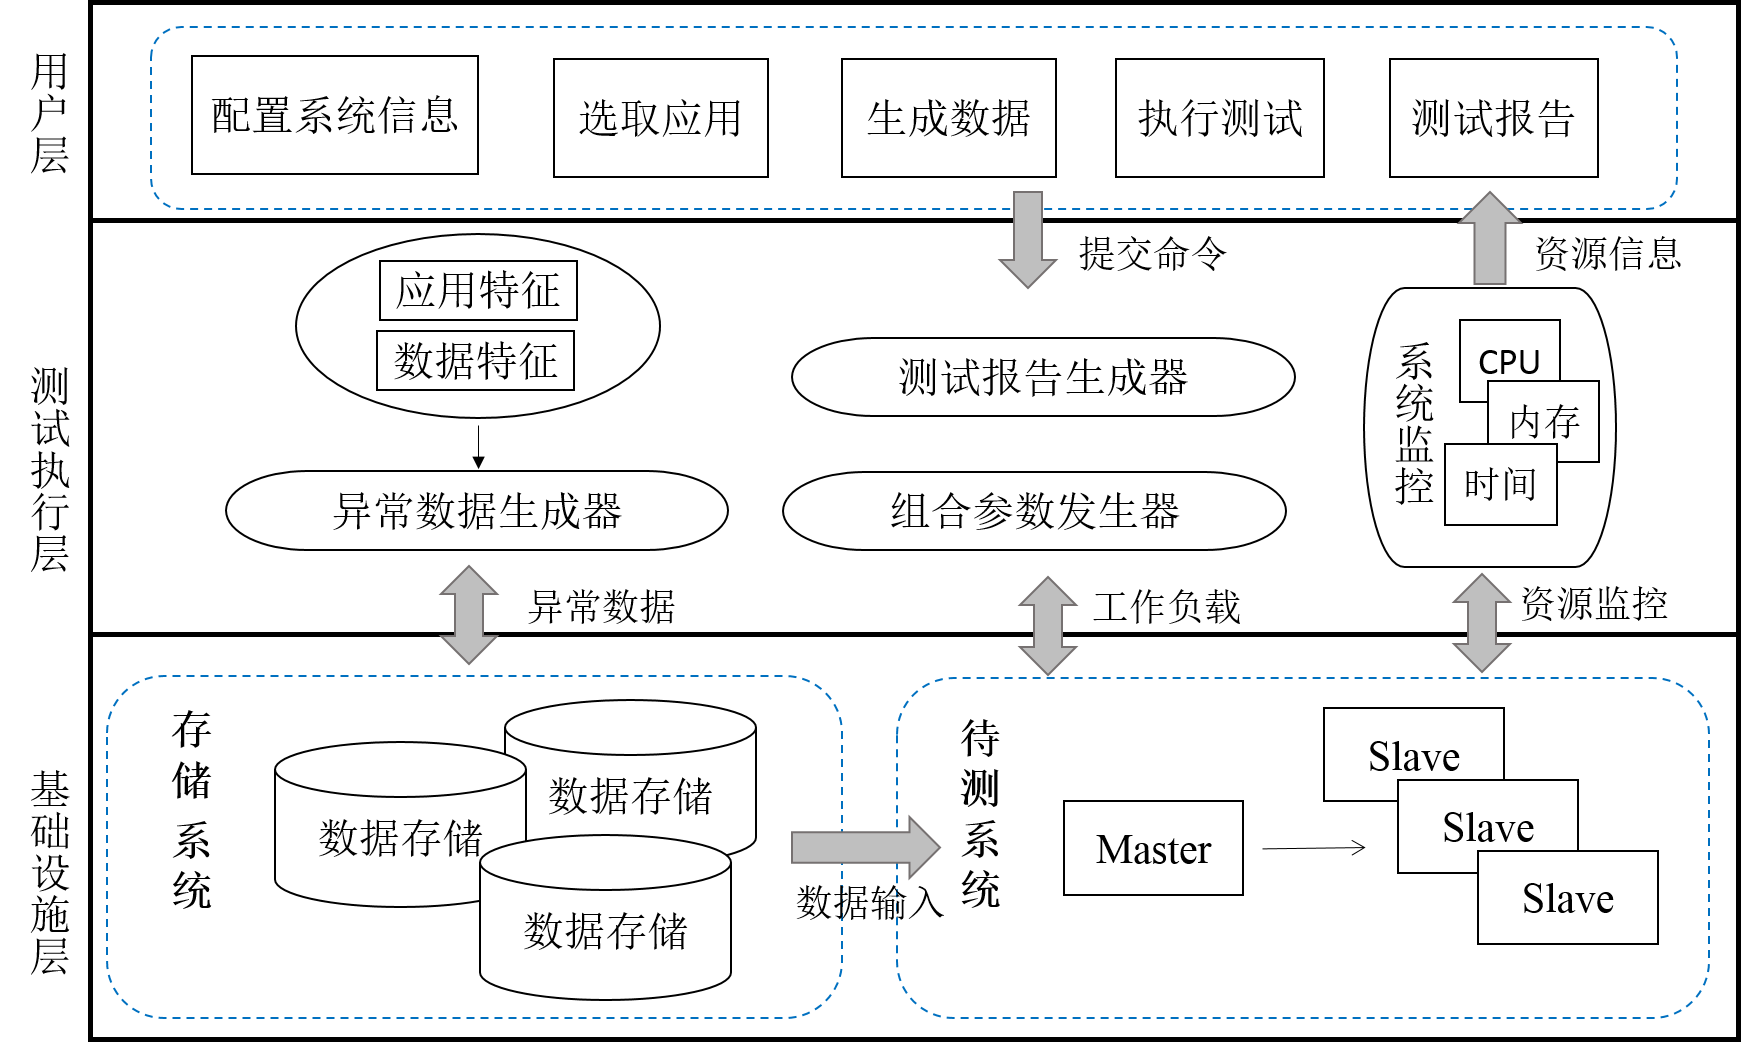 用户层
配置系统信息
选取应用
生成数据
执行测试
测试报告
提交命令
资源信息
测试执行层
应用特征
数据特征
异常数据生成器
测试报告生成器
组合参数发生器
系统监控
CPU
内存
时间
异常数据
工作负载
资源监控
基础设施层
存储系统
数据存储
数据存储
数据存储
数据输入
待测系统
Master
Slave
Slave
Slave